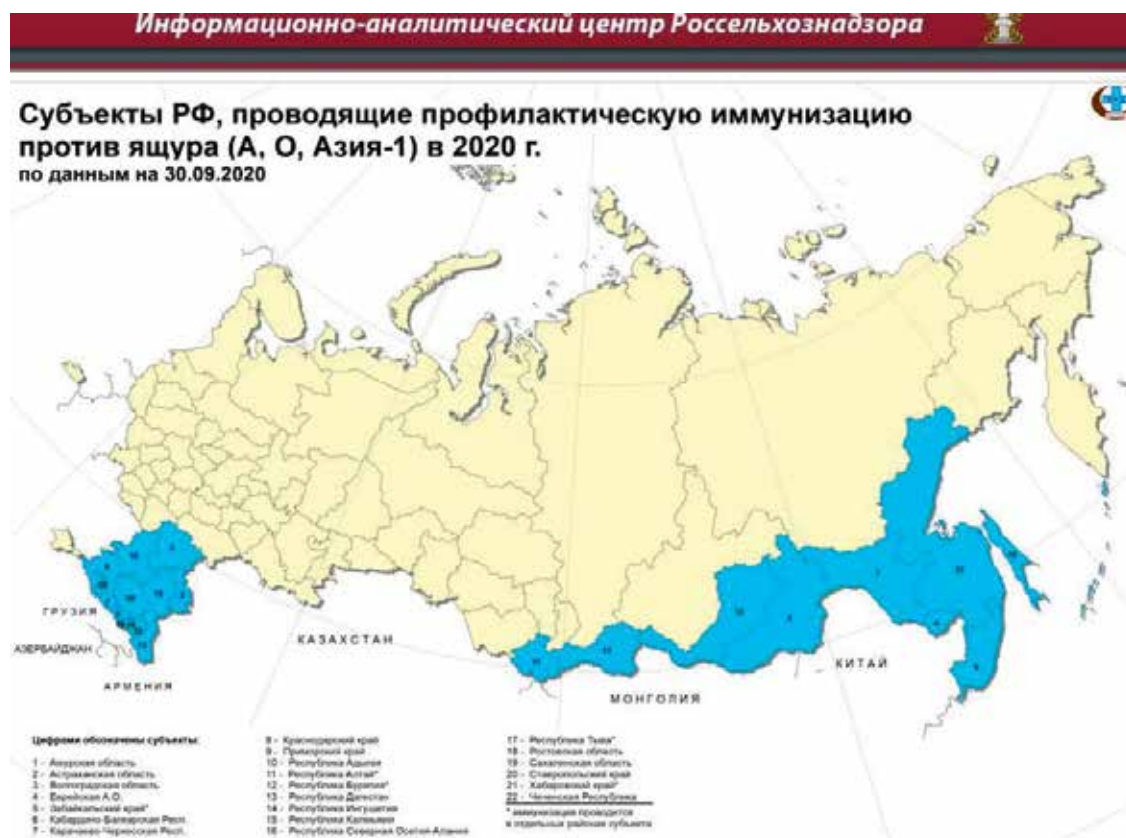 Информационно-аналитический центр Россельхознадзора
Субъекты РФ, проводящие профилактическую иммунизацию
против ящура (А, О, Азия-1) в 2020 г.
по данным на 30.09.2020
ГРУЗИЯ
АЗЕРБАЙДЖАН
АРМЕНИЯ
КАЗАХСТАН
МОНГОЛИЯ
КИТАЙ
Цифрами обозначены субъекты:
1 - Амурская область
2 - Астраханская область
3 - Волгоградская область
4 - Еврейская А.О.
5 - Забайкальский край*
6 - Кабардино-Балкарская Респ.
7 - Карачаево-Черкесская Респ.
8 - Краснодарский край
9 - Приморский край
10 - Республика Адыгея
11 - Республика Алтай*
12 - Республика Бурятия*
13 - Республика Дагестан
14 - Республика Ингушетия
15 - Республика Калмыкия
16 - Республика Северная Осетия-Алания
17 - Республика Тыва*
18 - Ростовская область
19 - Сахалинская область
20 - Ставропольский край
21 - Хабаровский край*
22 - Чеченская Республика
* иммунизация проводится
в отдельных районах субъекта